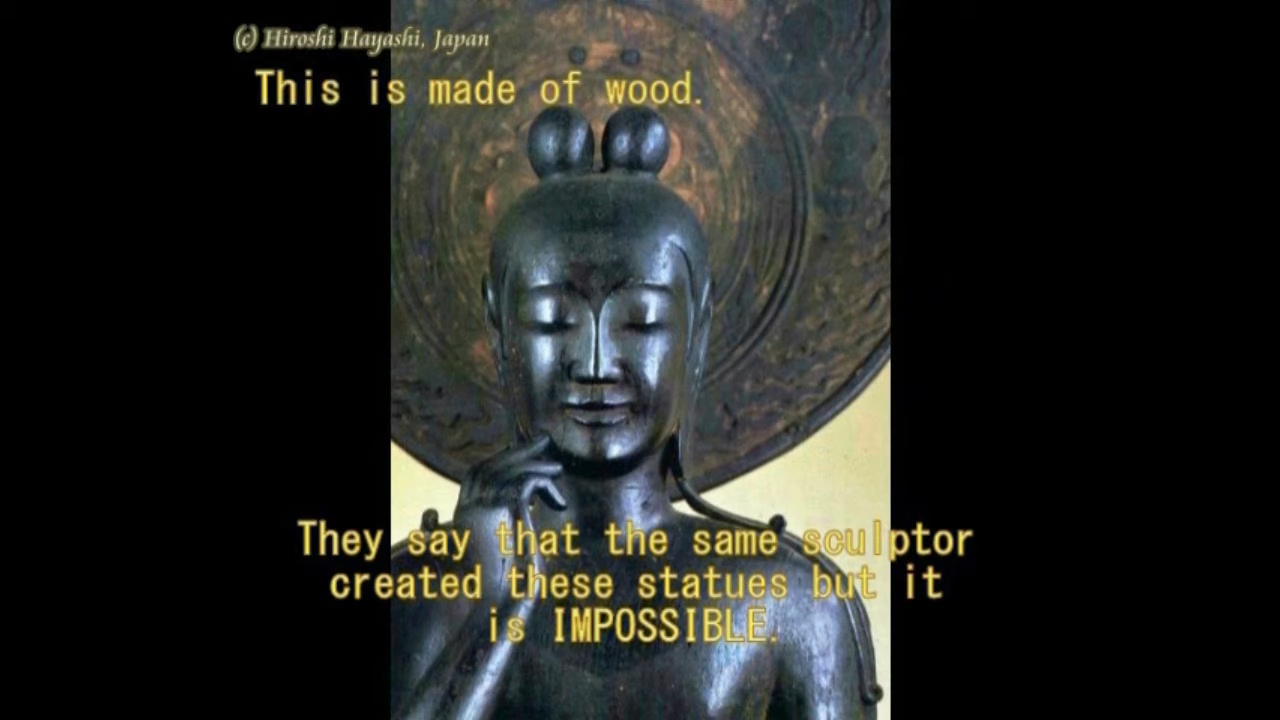 (c) Hiroshi Hayashi, Japan
This is made of wood.
They say that the same sculptor
created these statues but it
is IMPOSSIBLE.